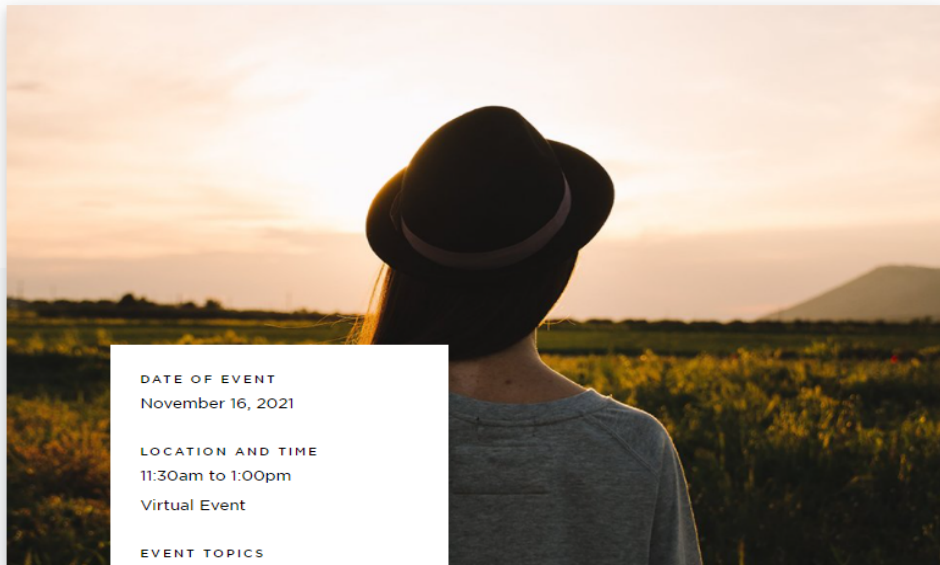 DATE OF EVENT
November 16, 2021
LOCATION AND TIME
11:30am to 1:00pm
Virtual Event
EVENT TOPICS